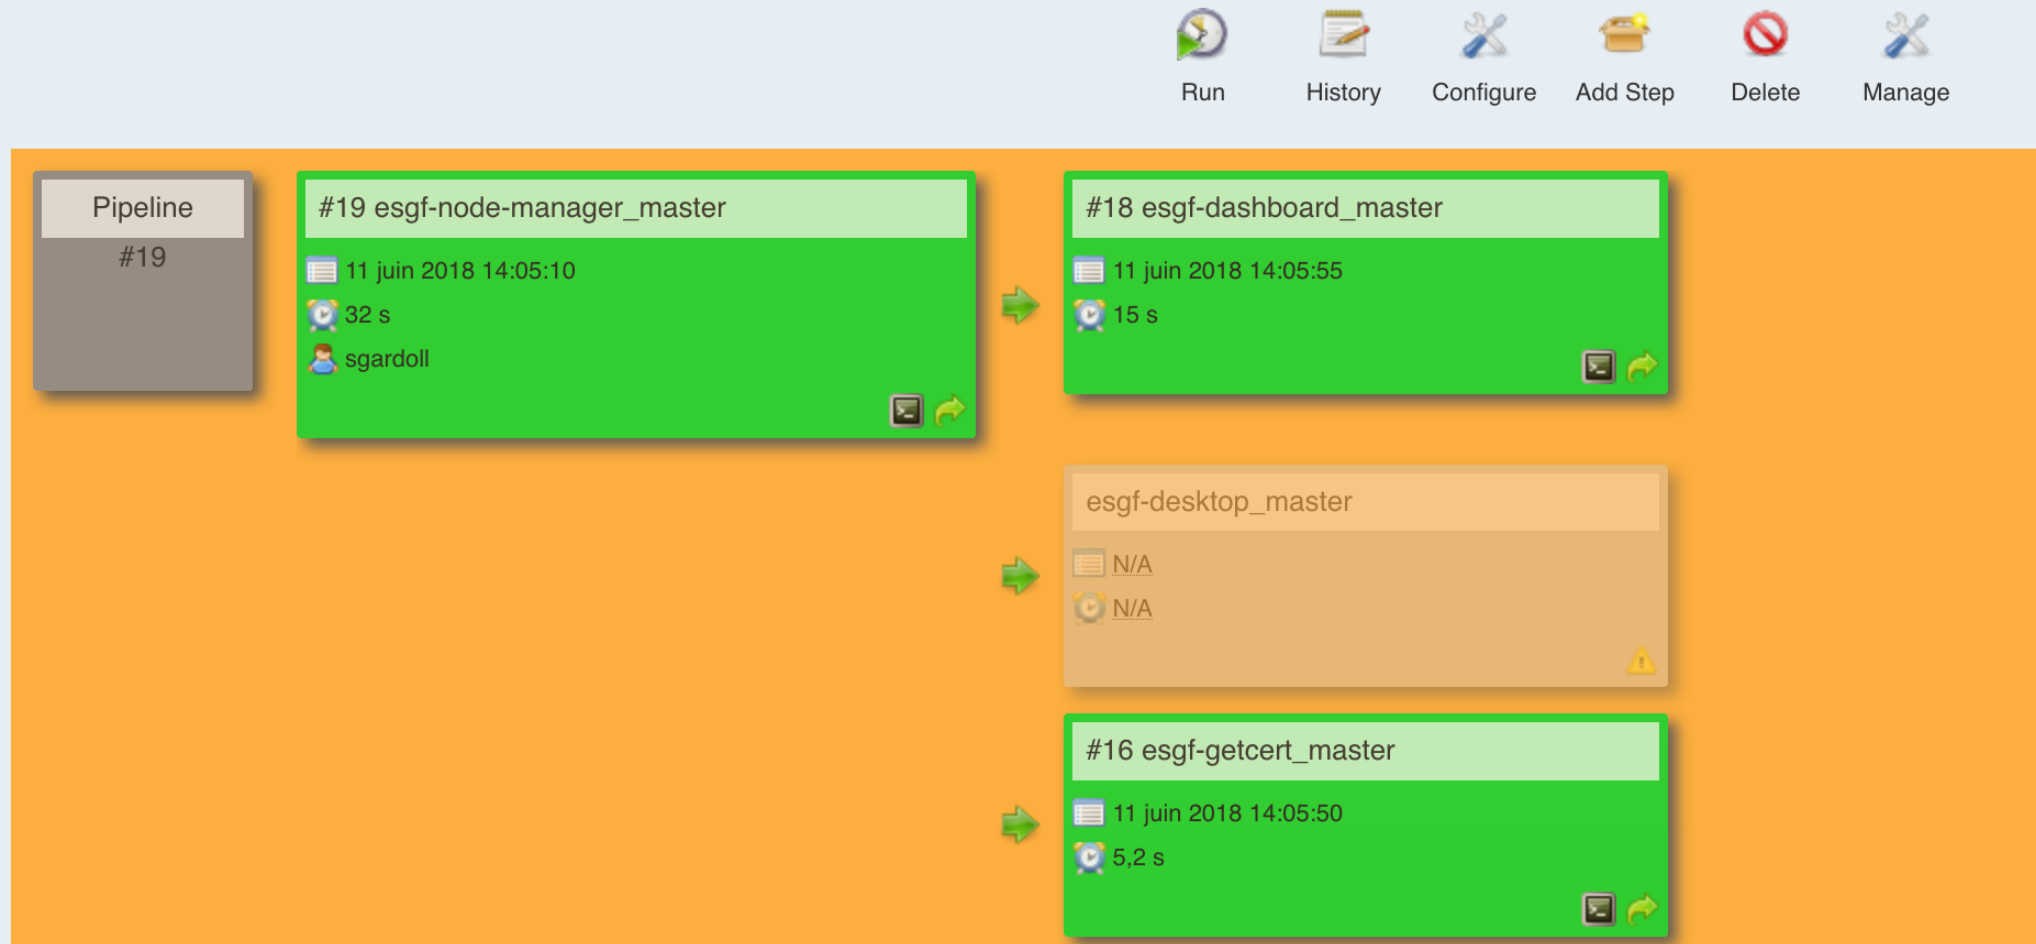 Run
History
Configure
Add Step
Delete
Manage
Pipeline
#19
#19 esgf-node-manager_master
11 juin 2018 14:05:10
32 s
sgardoll
#18 esgf-dashboard_master
11 juin 2018 14:05:55
15 s
esgf-desktop_master
N/A
N/A
#16 esgf-getcert_master
11 juin 2018 14:05:50
5,2 s